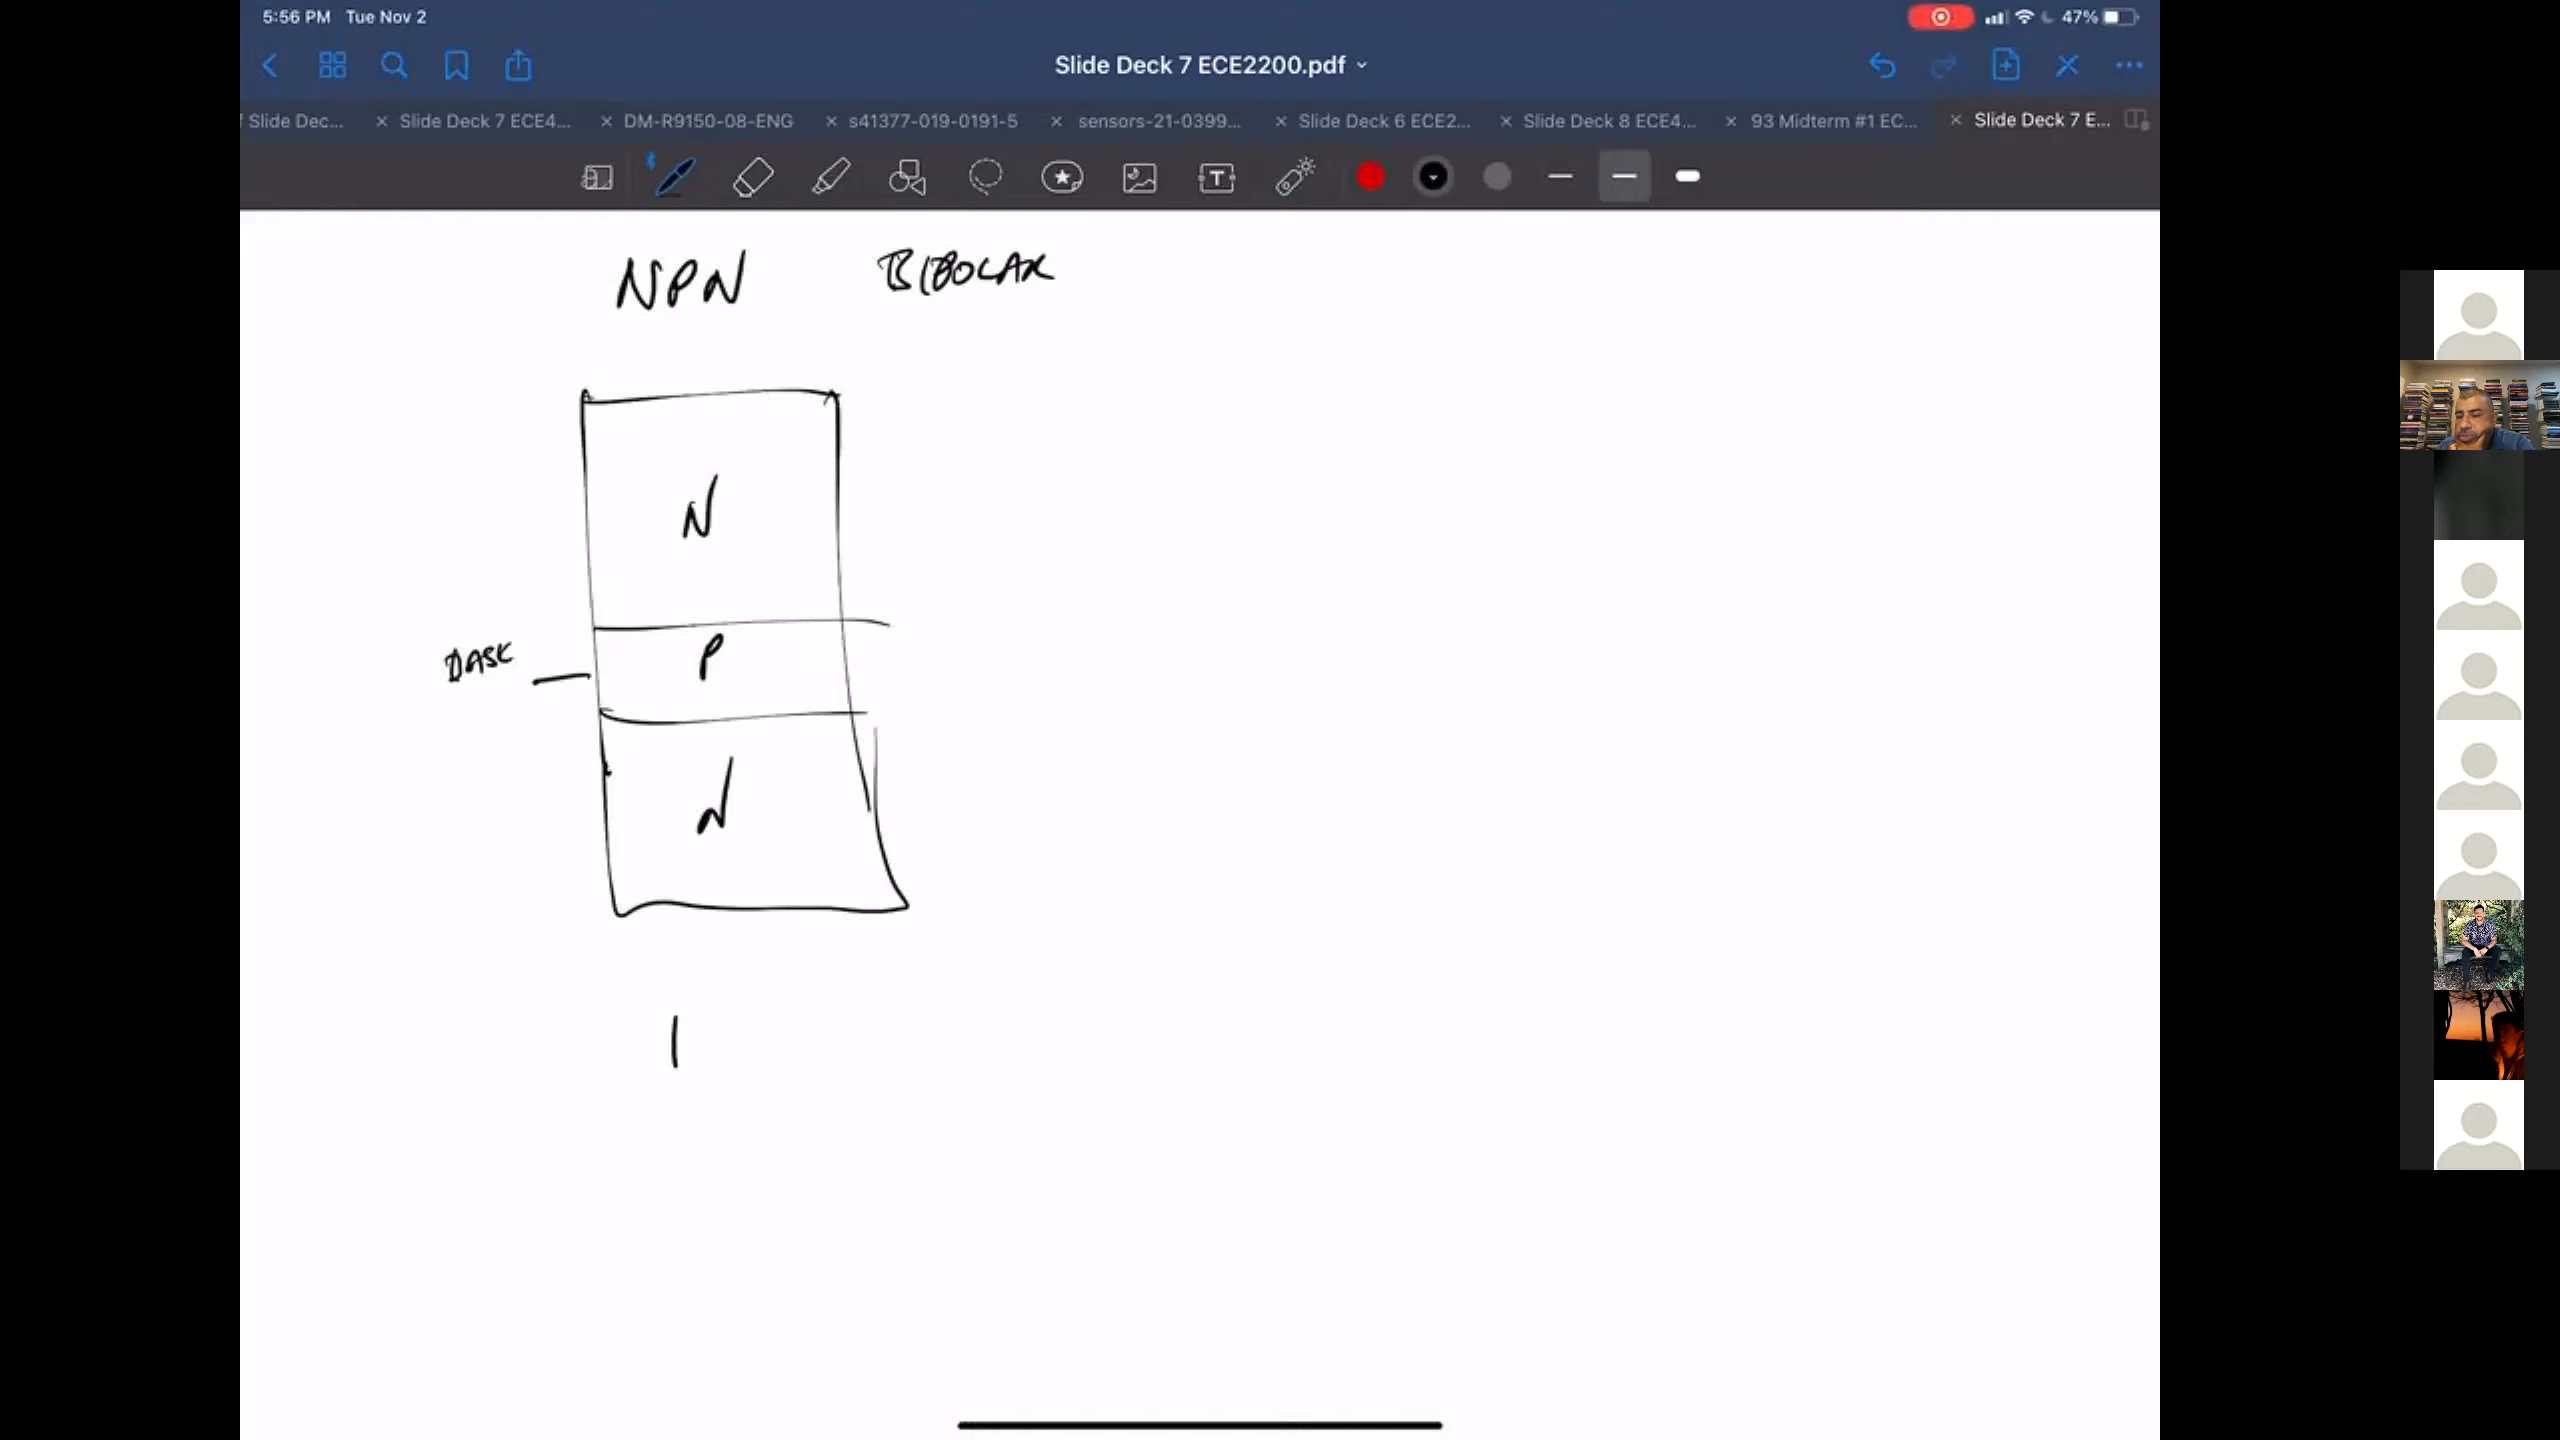 5:56 PM Tue Nov 2 47%
Slide Deck 7 ECE2200.pdf
f Slide Dec... Slide Deck 7 ECE4... DM-R9150-08-ENG s41377-019-0191-5 sensors-21-0399... Slide Deck 6 ECE2... Slide Deck 8 ECE4... 93 Midterm #1 EC... Slide Deck 7 E...
T
NPN BIBOLAR
N
P
BASE
N